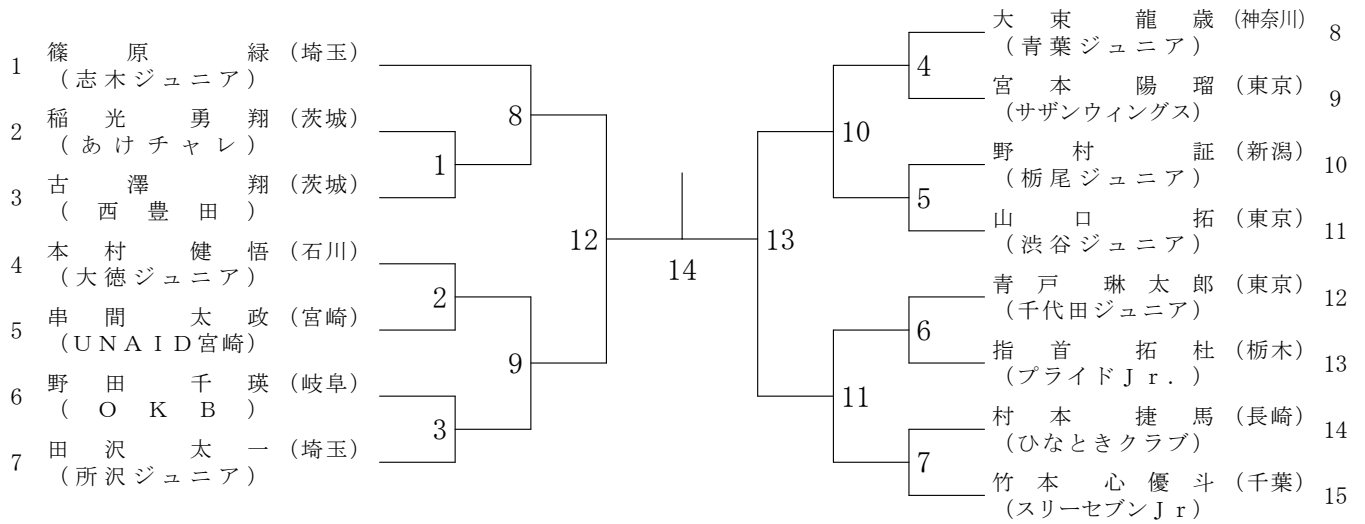 1 篠原 緑 (埼玉)
(志木ジュニア)
2 稲光 勇翔 (茨城)
(あけチャレ)
3 古澤 翔 (茨城)
(西豊田)
4 本村 健悟 (石川)
(大徳ジュニア)
5 串間 太政 (宮崎)
(UNAID宮崎)
6 野田 千瑛 (岐阜)
(OKB)
7 田沢 太一 (埼玉)
(所沢ジュニア)
8
1
2
9
3
12
14
13
10
4
5
11
6
7
大東 龍歳 (神奈川) 8
(青葉ジュニア)
宮本 陽瑠 (東京) 9
(サザンウィングス)
野村 証 (新潟) 10
(栃尾ジュニア)
山口 拓 (東京) 11
(渋谷ジュニア)
青戸 琳太郎 (東京) 12
(千代田ジュニア)
指首 拓杜 (栃木) 13
(プライドJr.)
村本 捷馬 (長崎) 14
(ひなときクラブ)
竹本 心優斗 (千葉) 15
(スリーセブンJr)